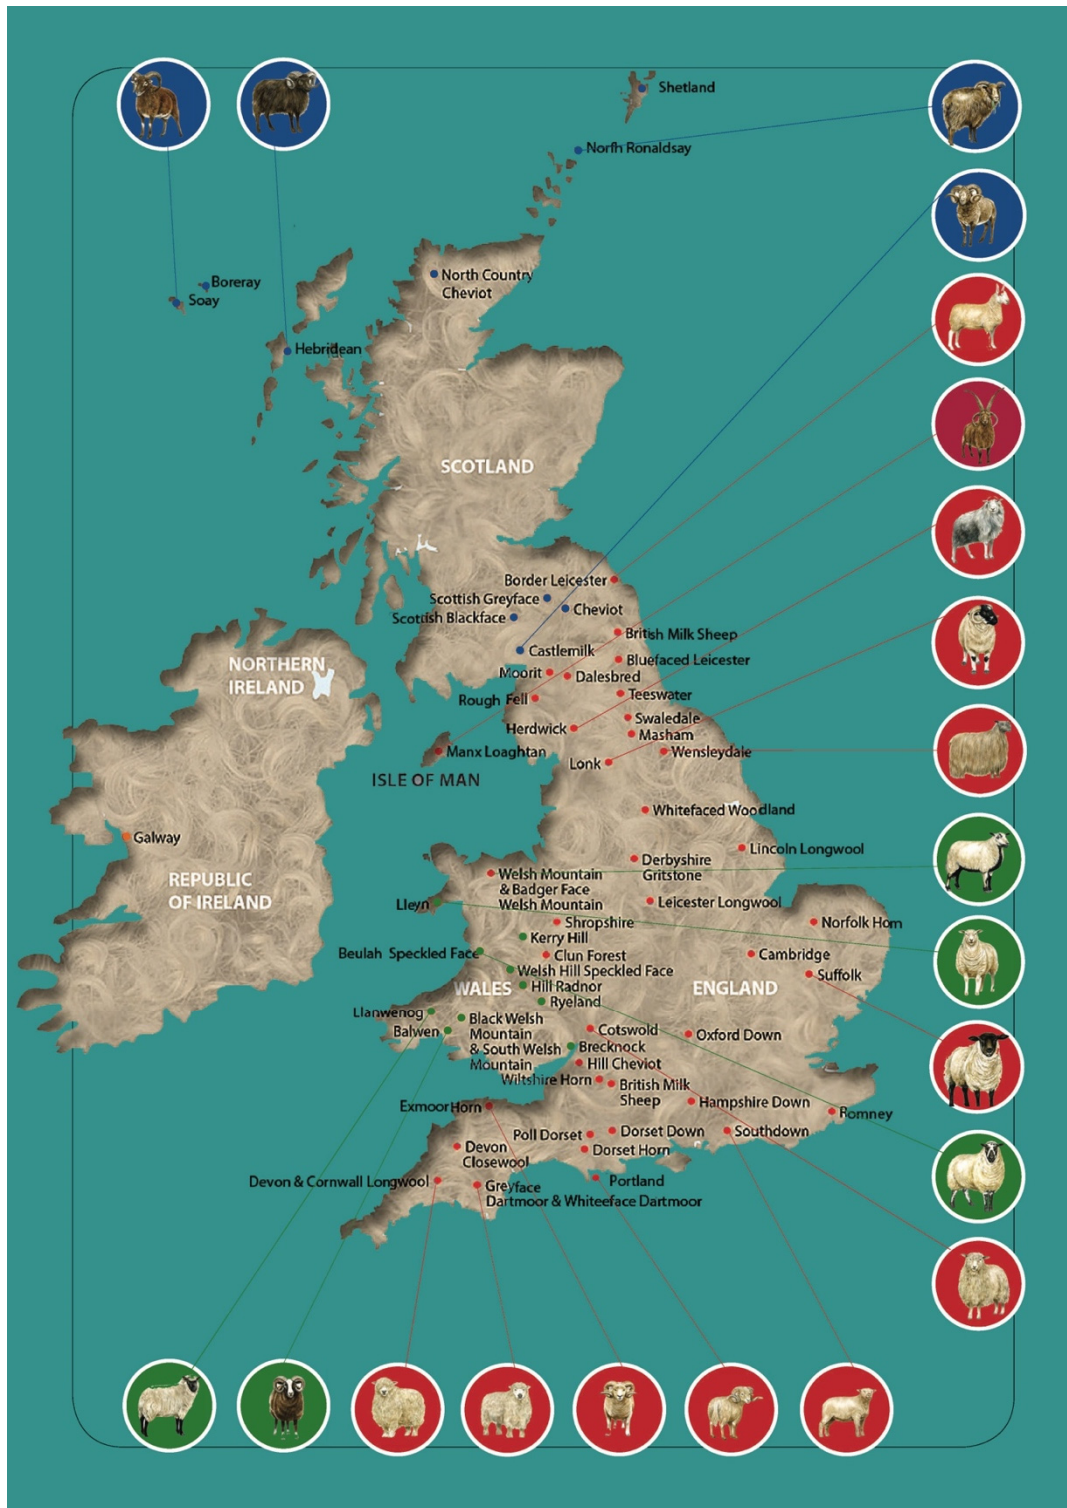 Shetland
North Ronaldsay
North Country
Cheviot
Boreray
Soay
Hebridean
SCOTLAND
Border Leicester
Scottish Greyface
Cheviot
Scottish Blackface
British Milk Sheep
Castlemilk
Bluefaced Leicester
Moorit
Dalesbred
NORTHERN
IRELAND
Teeswater
Rough Fell
Swaledale
Herdwick
Masham
Manx Loaghtan
Wensleydale
Lonk
ISLE OF MAN
Whitefaced Woodland
Galway
Lincoln Longwool
Derbyshire
Gritstone
REPUBLIC
OF IRELAND
Welsh Mountain
& Badger Face
Welsh Mountain
Lleyn
Leicester Longwool
Shropshire
Norfolk Horn
Kerry Hill
Beulah Speckled Face
Clun Forest
Cambridge
Welsh Hill Speckled Face
Suffolk
WALES
Hill Radnor
ENGLAND
Ryeland
Llanwenog
Black Welsh
Mountain
& South Welsh
Mountain
Balwen
Cotswold
Oxford Down
Brecknock
Hill Cheviot
Wiltshire Horn
British Milk
Sheep
Exmoor Horn
Hampshire Down
Romney
Poll Dorset
Dorset Down
Southdown
Devon
Closewool
Dorset Horn
Devon & Cornwall Longwool
Greyface
Dartmoor & Whiteeface Dartmoor
Portland